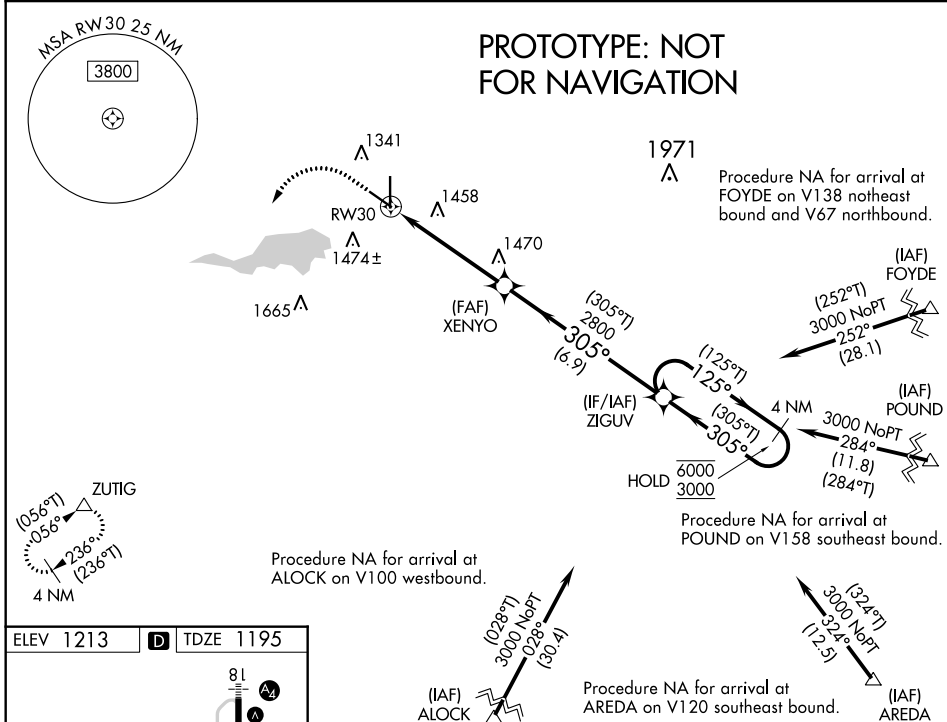 MSA RW30 25 NM
3800
PROTOTYPE: NOT
FOR NAVIGATION
1341
1971
Procedure NA for arrival at
FOYDE on V138 notheast
bound and V67 northbound.
RW30
1458
1474±
1470
1665
(FAF)
XENYO
(305°T)
2800
305°
(6.9)
(IAF)
FOYDE
(252°T)
3000 NoPT
252°
(28.1)
(IF/IAF)
ZIGUV
(125°T)
125°
(305°T)
305°
4 NM
HOLD
6000
3000
(IAF)
POUND
3000 NoPT
284°
(11.8)
(284°T)
Procedure NA for arrival at
POUND on V158 southeast bound.
ZUTIG
(056°T)
056°
236°
(236°T)
4 NM
Procedure NA for arrival at
ALOCK on V100 westbound.
(028°T)
3000 NoPT
028°
(30.4)
(IAF)
ALOCK
(324°T)
3000 NoPT
324°
(12.5)
Procedure NA for arrival at
AREDA on V120 southeast bound.
(IAF)
AREDA
ELEV 1213
D
TDZE 1195
18
A4
A